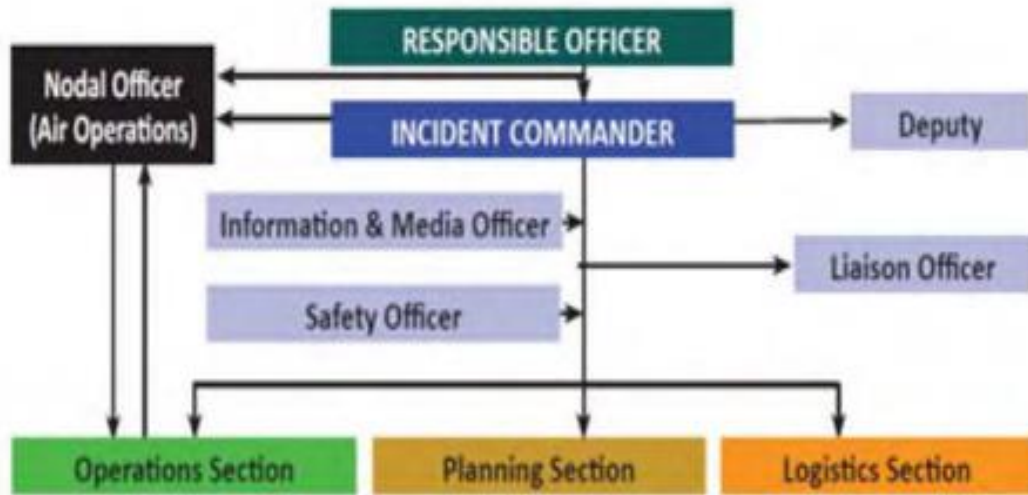 RESPONSIBLE OFFICER
Nodal Officer
(Air Operations)
INCIDENT COMMANDER
Deputy
Information & Media Officer
Liaison Officer
Safety Officer
Operations Section
Planning Section
Logistics Section